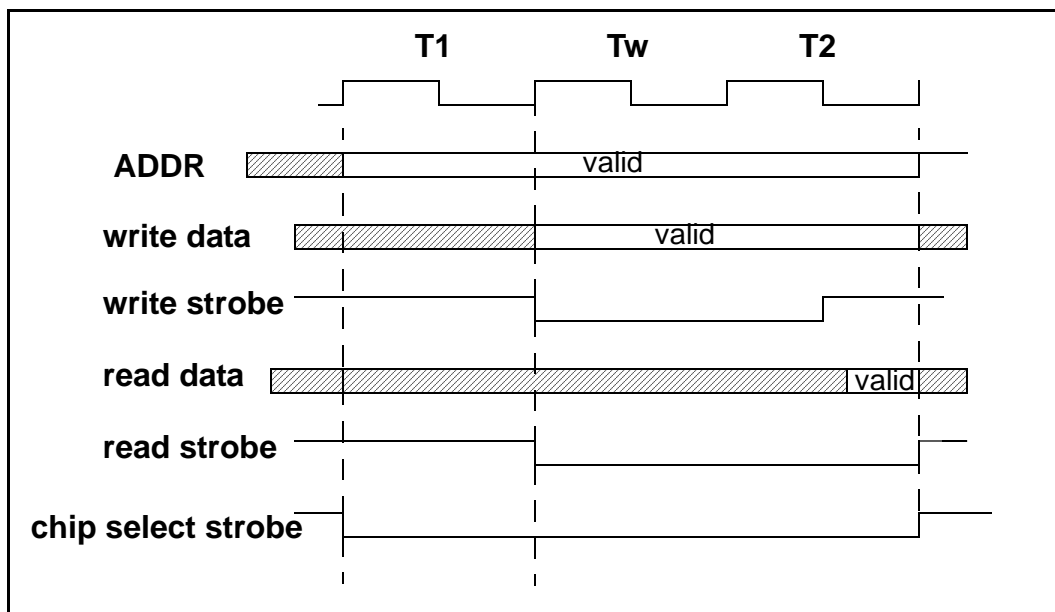 T1 Tw T2
ADDR valid
write data valid
write strobe
read data valid
read strobe
chip select strobe